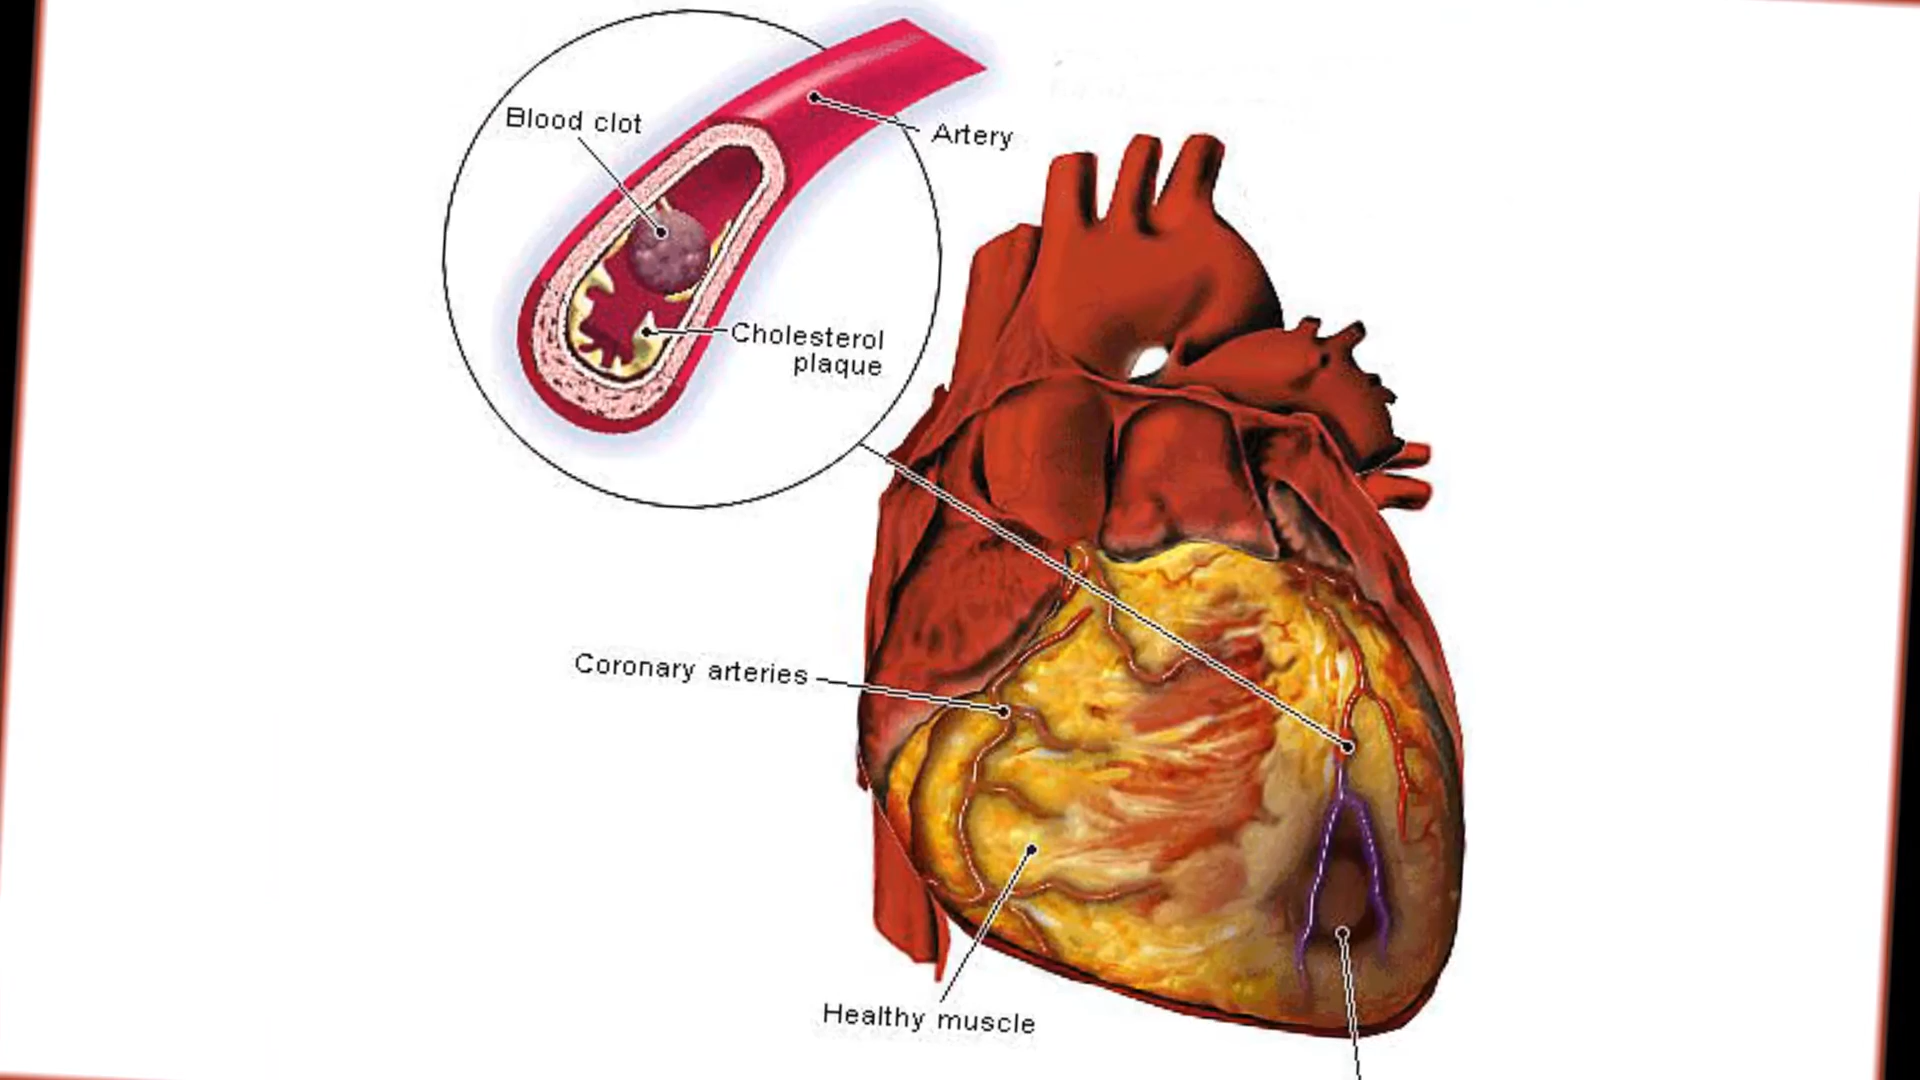 Blood clot
Artery
Cholesterol
plaque
Coronary arteries
Healthy muscle